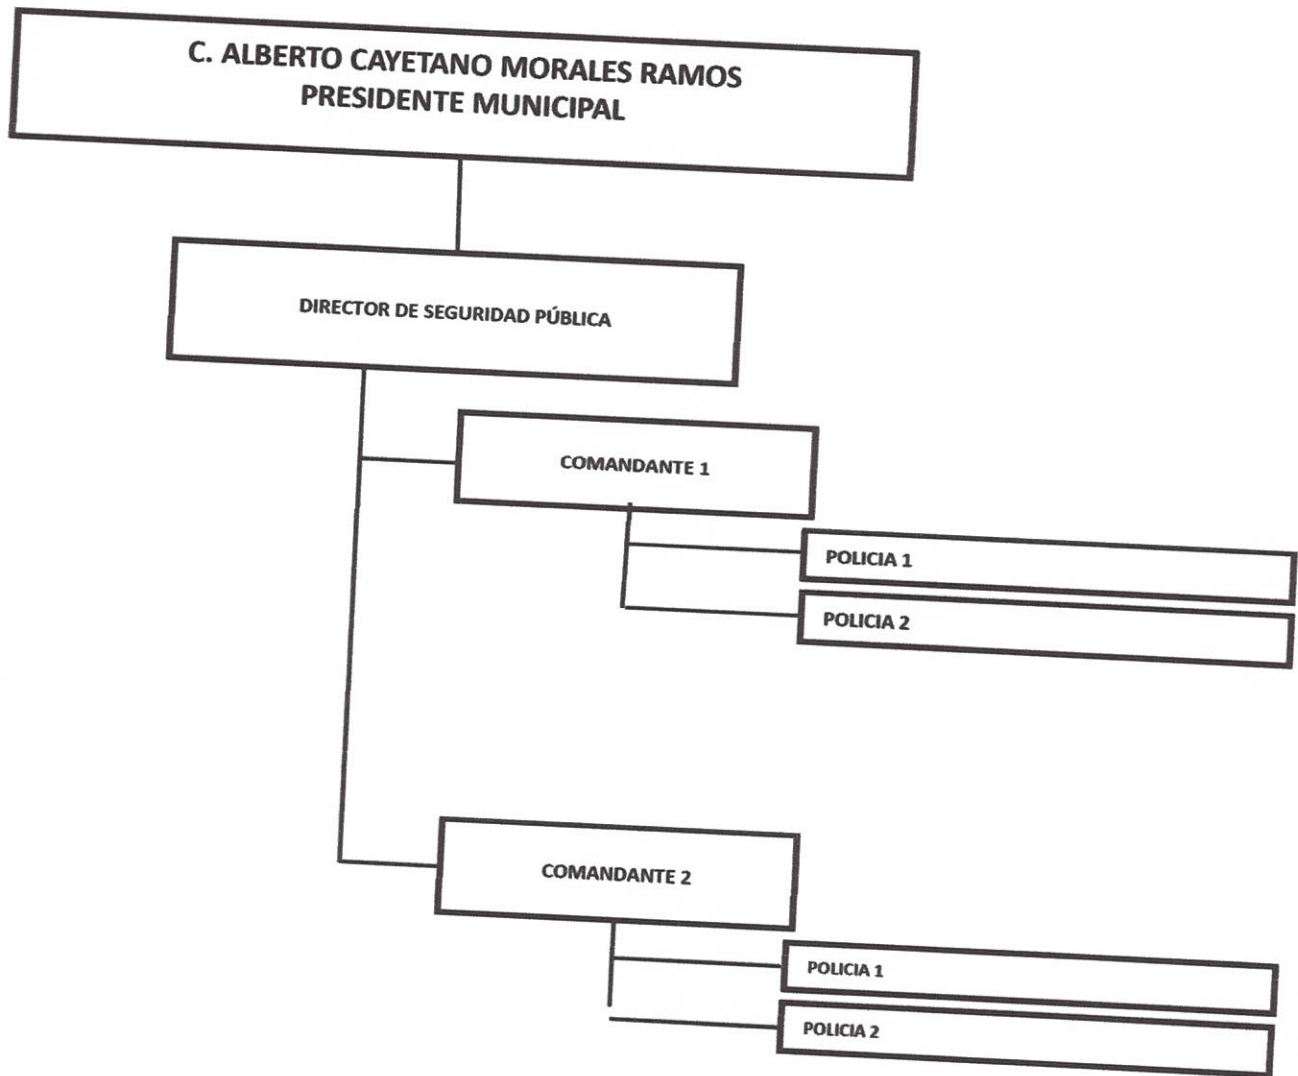 C. ALBERTO CAYETANO MORALES RAMOS
PRESIDENTE MUNICIPAL
DIRECTOR DE SEGURIDAD PÚBLICA
COMANDANTE 1
POLICIA 1
POLICIA 2
COMANDANTE 2
POLICIA 1
POLICIA 2